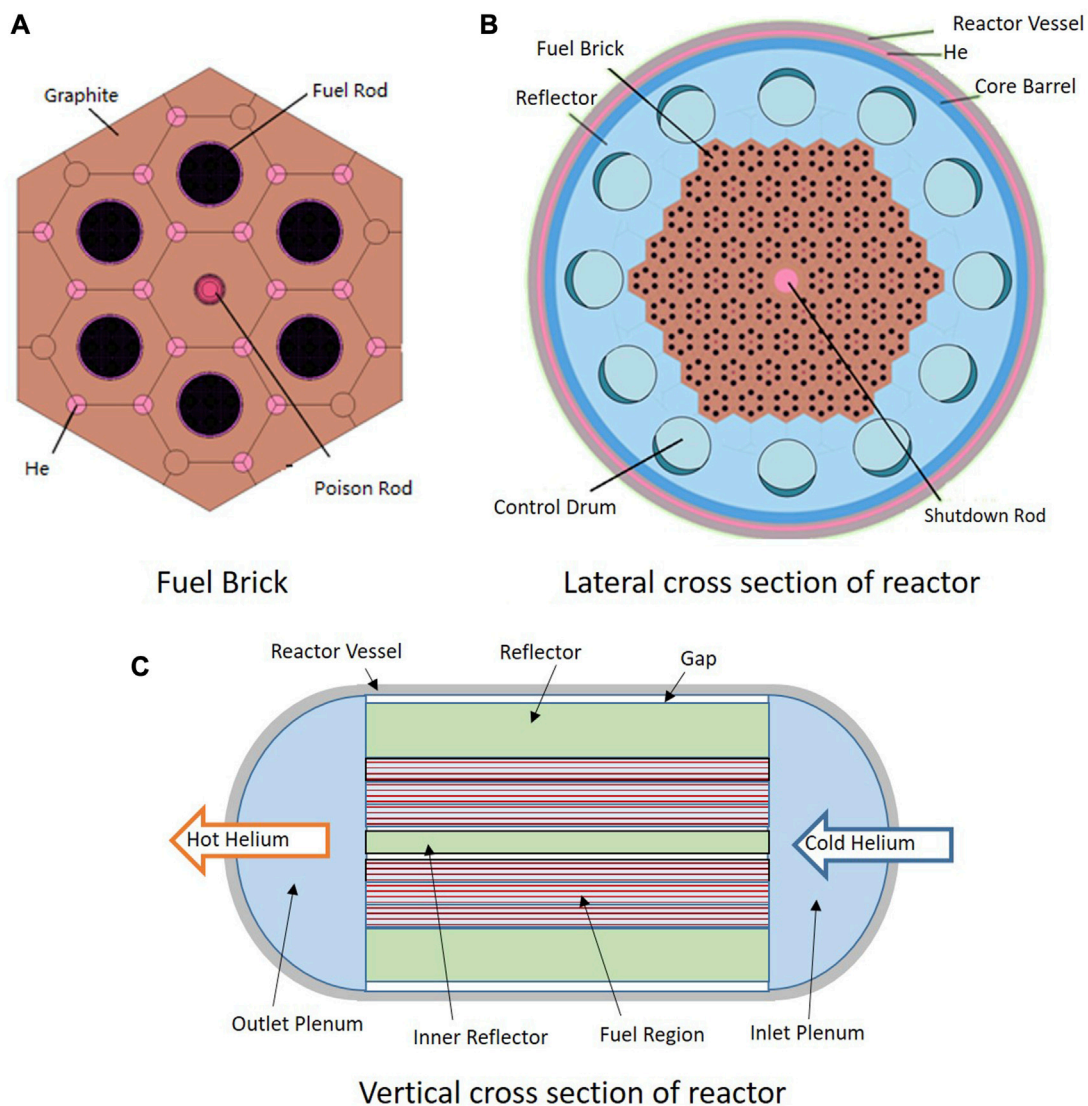 A
Graphite
Fuel Rod
He
Poison Rod
Fuel Brick
B
Reactor Vessel
Fuel Brick
He
Reflector
Core Barrel
Control Drum
Shutdown Rod
Lateral cross section of reactor
C
Reactor Vessel
Reflector
Gap
Hot Helium
Cold Helium
Outlet Plenum
Inner Reflector
Fuel Region
Inlet Plenum
Vertical cross section of reactor